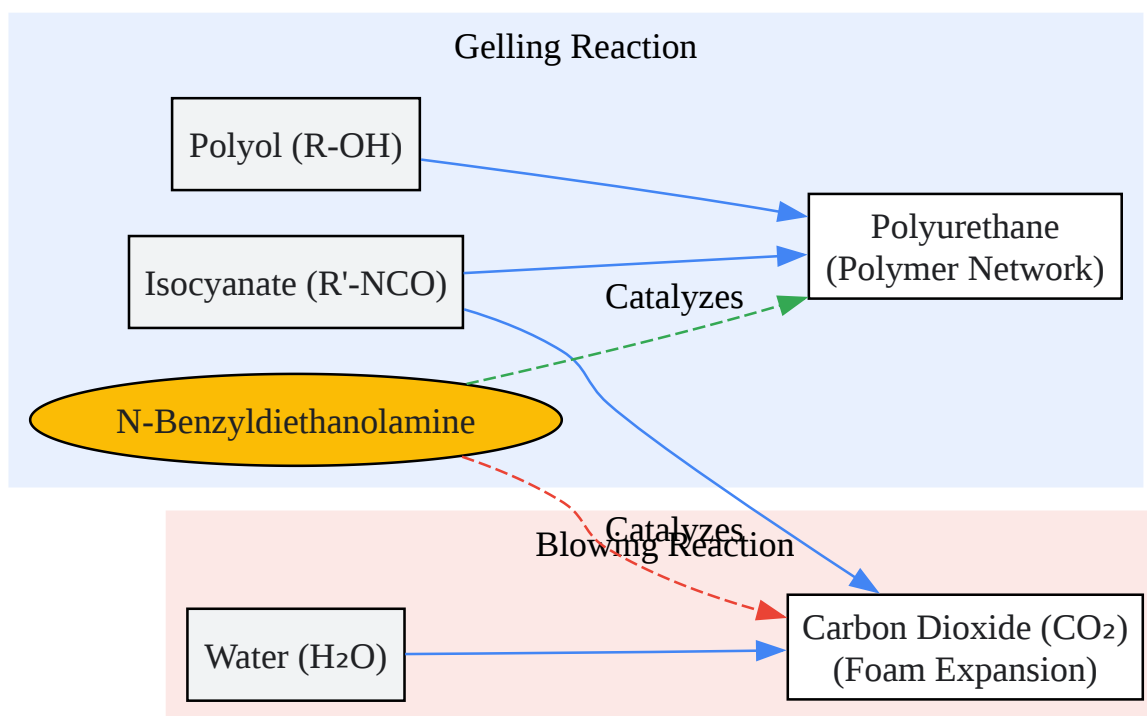 Gelling Reaction
Polyol (R-OH)
Polyurethane
(Polymer Network)
Isocyanate (R'-NCO)
Catalyzes
N-Benzyldiethanolamine
Catalyzes
Blowing Reaction
Water (H₂O)
Carbon Dioxide (CO₂)
(Foam Expansion)